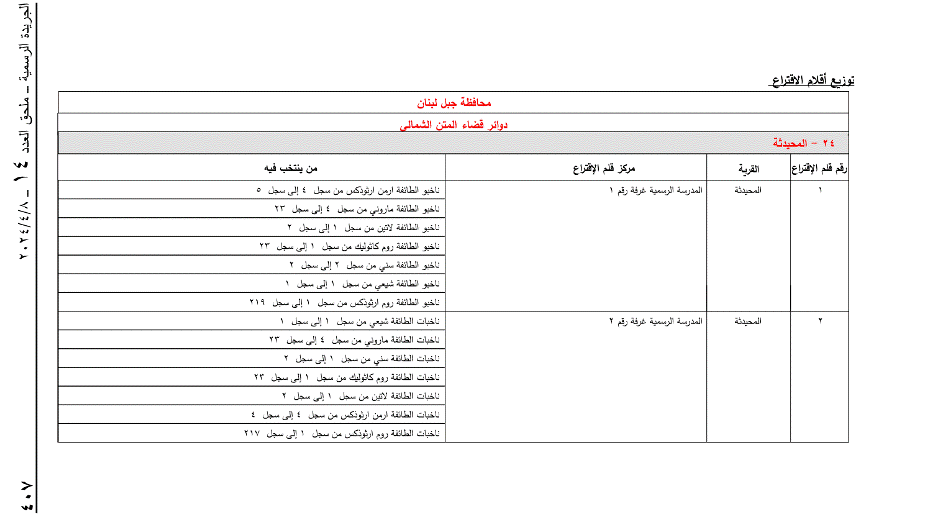 الجريدة الرسمية – ملحق العدد ١٤ – ٢٠٢٤/٤/٨
توزيع أقلام الاقتراع
محافظة جبل لبنان
دوائر قضاء المتن الشمالي
٢٤ - المحيدثة
رقم قلم الإقتراع القرية مركز قلم الإقتراع من ينتخب فيه
١ المحيدثة المدرسة الرسمية غرفة رقم ١ ناخبو الطائفة ارمن ارثوذكس من سجل ٤ إلى سجل ٥
ناخبو الطائفة ماروني من سجل ٤ إلى سجل ٢٣
ناخبو الطائفة لاتين من سجل ١ إلى سجل ٢
ناخبو الطائفة روم كاثوليك من سجل ١ إلى سجل ٢٣
ناخبو الطائفة سني من سجل ٢ إلى سجل ٢
ناخبو الطائفة شيعي من سجل ١ إلى سجل ١
ناخبو الطائفة روم ارثوذكس من سجل ١ إلى سجل ٢١٩
٢ المحيدثة المدرسة الرسمية غرفة رقم ٢ ناخبات الطائفة شيعي من سجل ١ إلى سجل ١
ناخبات الطائفة ماروني من سجل ٤ إلى سجل ٢٣
ناخبات الطائفة سني من سجل ١ إلى سجل ٢
ناخبات الطائفة روم كاثوليك من سجل ١ إلى سجل ٢٣
ناخبات الطائفة لاتين من سجل ١ إلى سجل ٢
ناخبات الطائفة ارمن ارثوذكس من سجل ٤ إلى سجل ٤
ناخبات الطائفة روم ارثوذكس من سجل ١ إلى سجل ٢١٧
٤٠٧